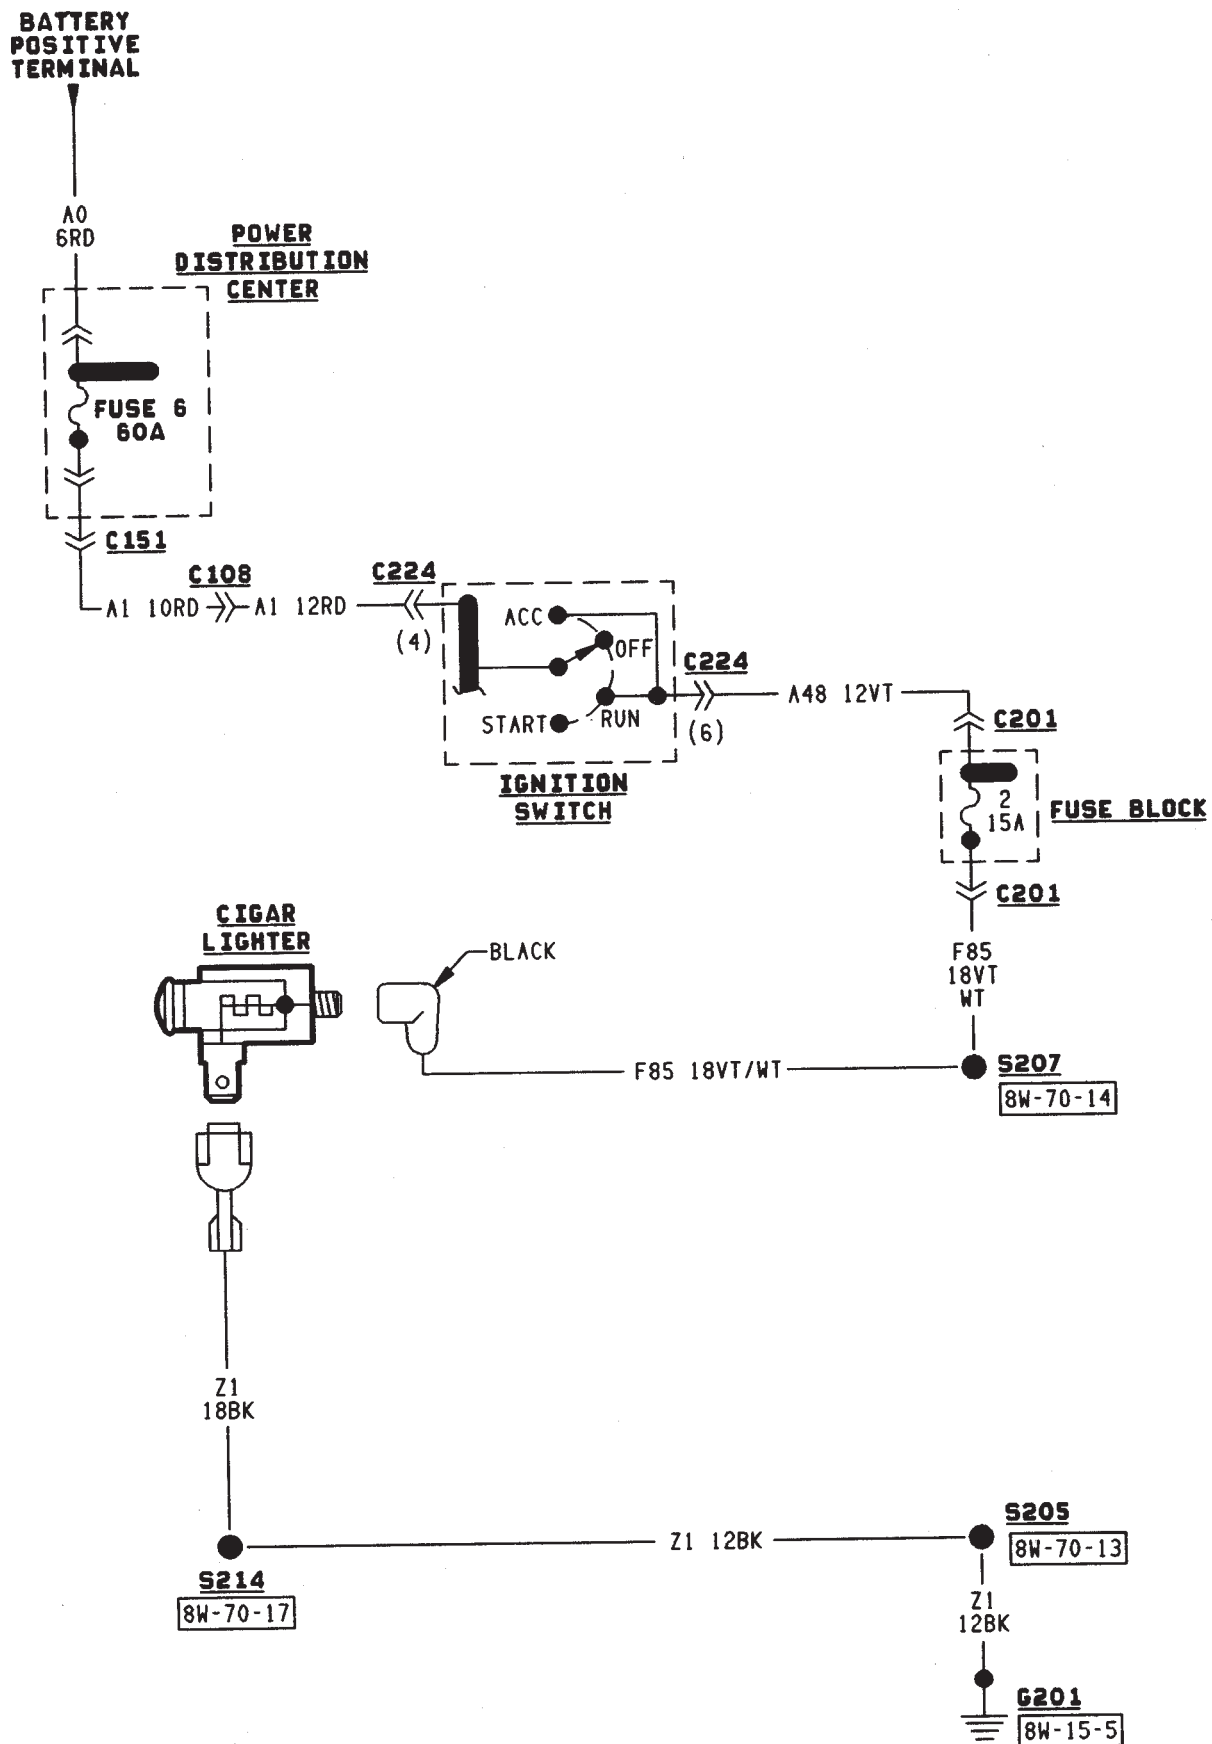 BATTERY
POSITIVE
TERMINAL
A0
6RD
POWER
DISTRIBUTION
CENTER
FUSE 6
60A
C151
C108
A1 10RD
A1 12RD
C224
(4)
ACC
OFF
RUN
START
IGNITION
SWITCH
C224
(6)
A48 12VT
C201
2
15A
FUSE BLOCK
C201
F85
18VT
WT
S207
8W-70-14
CIGAR
LIGHTER
BLACK
F85 18VT/WT
Z1
18BK
S214
8W-70-17
Z1 12BK
S205
8W-70-13
Z1
12BK
G201
8W-15-5